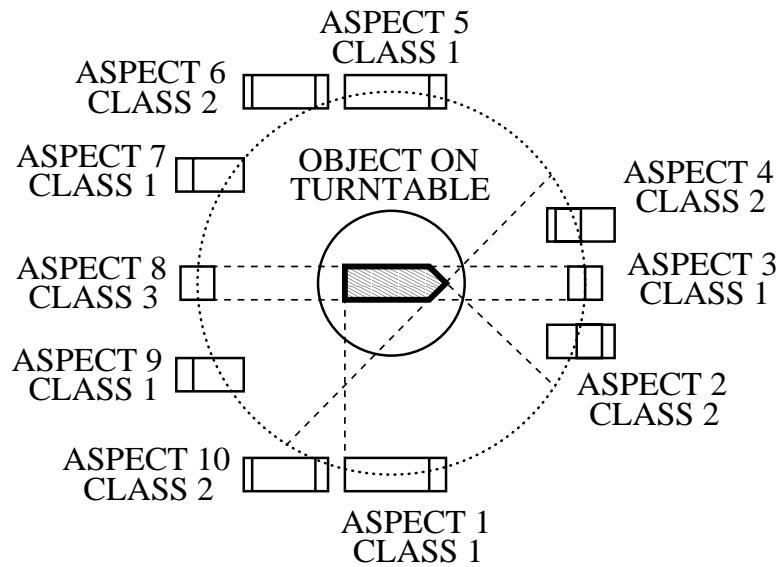 ASPECT 5
CLASS 1
ASPECT 6
CLASS 2
ASPECT 7
CLASS 1
OBJECT ON
TURNTABLE
ASPECT 4
CLASS 2
ASPECT 8
CLASS 3
ASPECT 3
CLASS 1
ASPECT 9
CLASS 1
ASPECT 2
CLASS 2
ASPECT 10
CLASS 2
ASPECT 1
CLASS 1